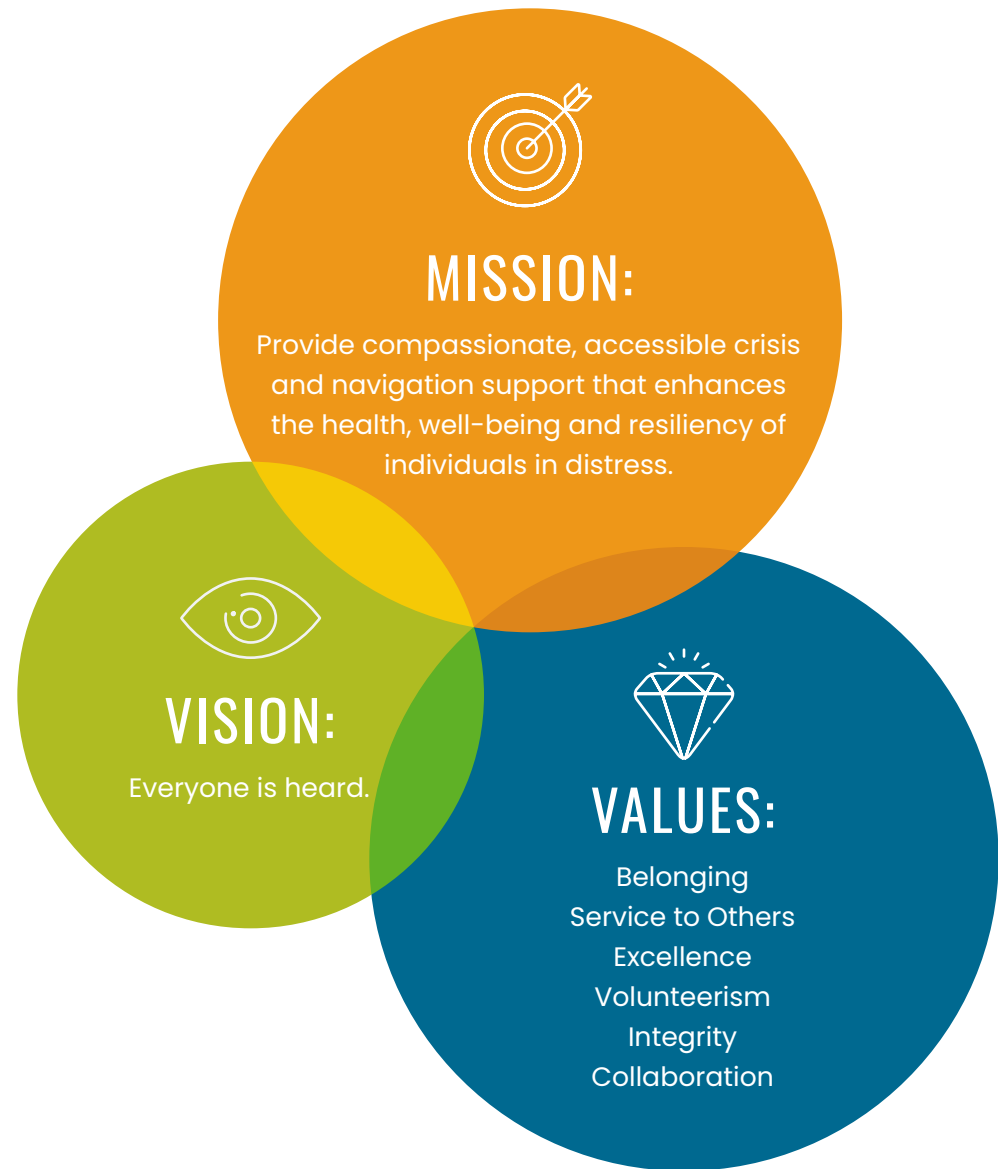 MISSION:
Provide compassionate, accessible crisis
and navigation support that enhances
the health, well-being and resiliency of
individuals in distress.
VISION:
Everyone is heard.
VALUES:
Belonging
Service to Others
Excellence
Volunteerism
Integrity
Collaboration